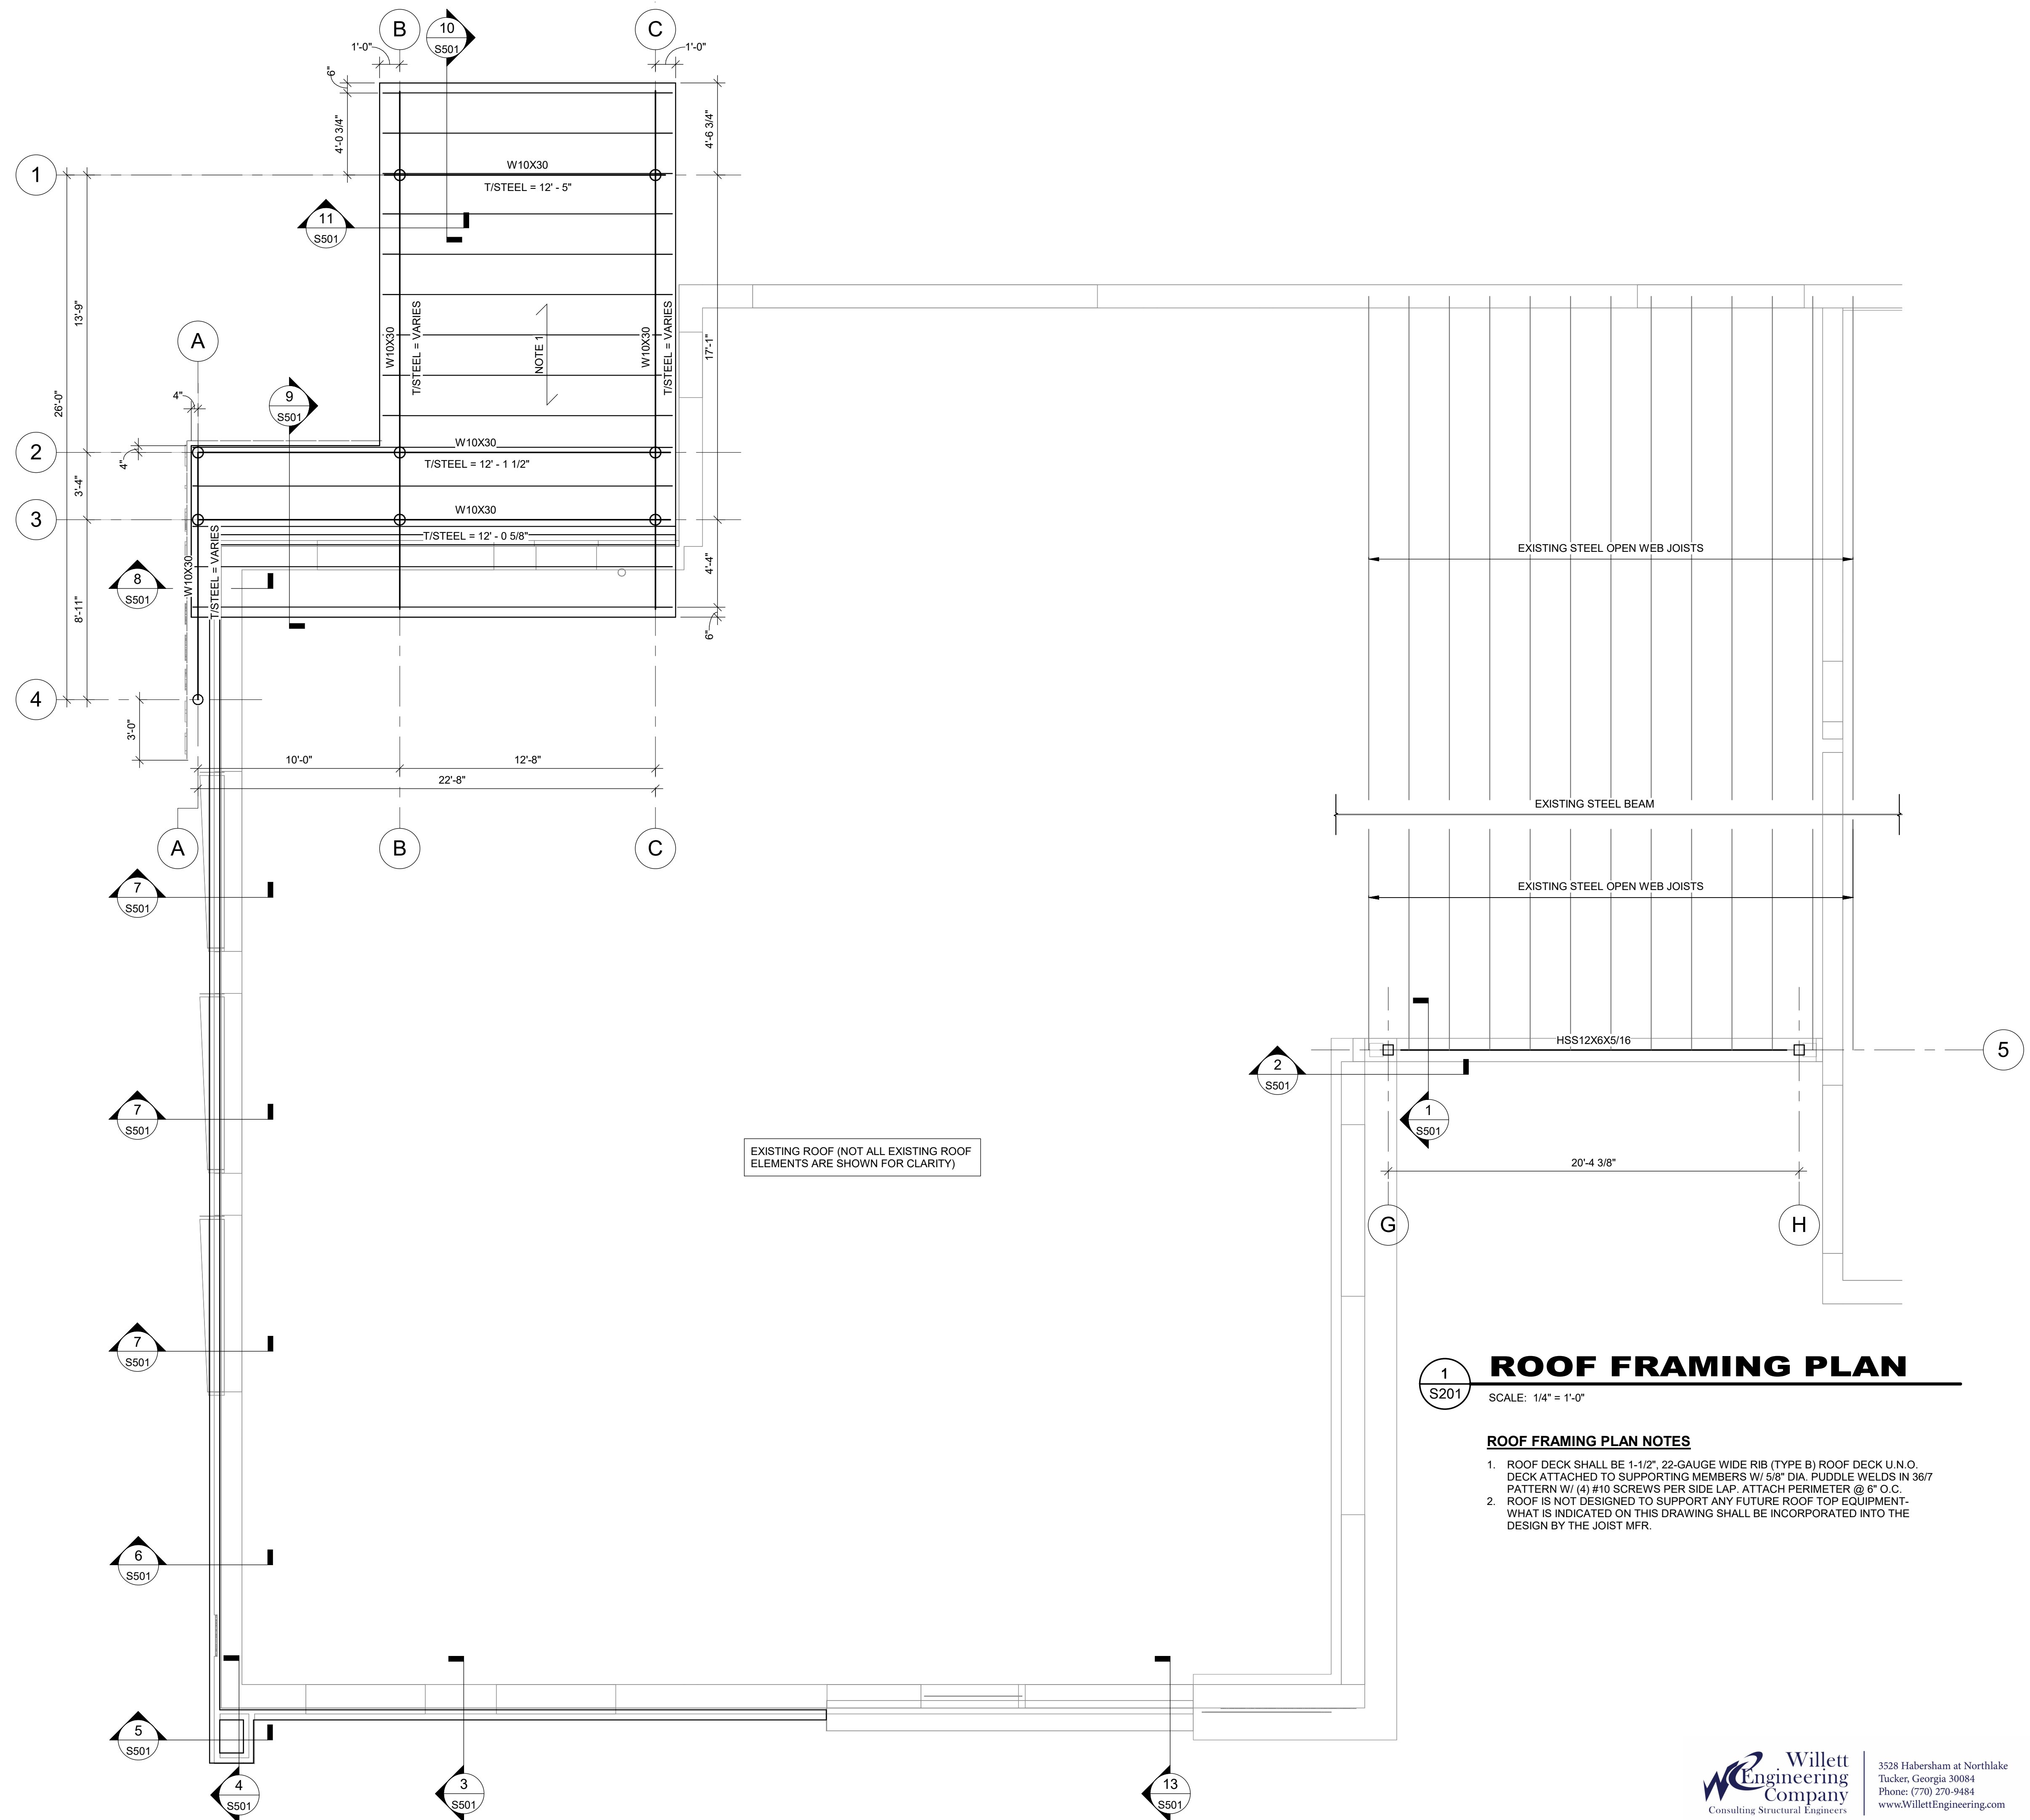 B
10
S501
C
1'-0"
1'-0"
6"
4'-0 3/4"
4'-6 3/4"
W10X30
1
T/STEEL = 12' - 5"
11
S501
13'-9"
W10X30
T/STEEL = VARIES
NOTE 1
W10X30
T/STEEL = VARIES
17'-1"
A
26'-0"
4"
9
S501
2
W10X30
T/STEEL = 12' - 1 1/2"
4"
3'-4"
3
W10X30
T/STEEL = 12' - 0 5/8"
EXISTING STEEL OPEN WEB JOISTS
W10X30
T/STEEL = VARIES
4'-4"
8
S501
8'-11"
6"
4
3'-0"
10'-0"
12'-8"
22'-8"
EXISTING STEEL BEAM
A
B
C
7
S501
EXISTING STEEL OPEN WEB JOISTS
HSS12X6X5/16
5
2
S501
1
S501
7
S501
EXISTING ROOF (NOT ALL EXISTING ROOF
ELEMENTS ARE SHOWN FOR CLARITY)
20'-4 3/8"
G
H
7
S501
1
S201
ROOF FRAMING PLAN
SCALE: 1/4" = 1'-0"
ROOF FRAMING PLAN NOTES
1. ROOF DECK SHALL BE 1-1/2", 22-GAUGE WIDE RIB (TYPE B) ROOF DECK U.N.O.
DECK ATTACHED TO SUPPORTING MEMBERS W/ 5/8" DIA. PUDDLE WELDS IN 36/7
PATTERN W/ (4) #10 SCREWS PER SIDE LAP. ATTACH PERIMETER @ 6" O.C.
2. ROOF IS NOT DESIGNED TO SUPPORT ANY FUTURE ROOF TOP EQUIPMENT-
WHAT IS INDICATED ON THIS DRAWING SHALL BE INCORPORATED INTO THE
DESIGN BY THE JOIST MFR.
6
S501
5
S501
4
S501
3
S501
13
S501
Willett
Engineering
Company
Consulting Structural Engineers
3528 Habersham at Northlake
Tucker, Georgia 30084
Phone: (770) 270-9484
www.WillettEngineering.com